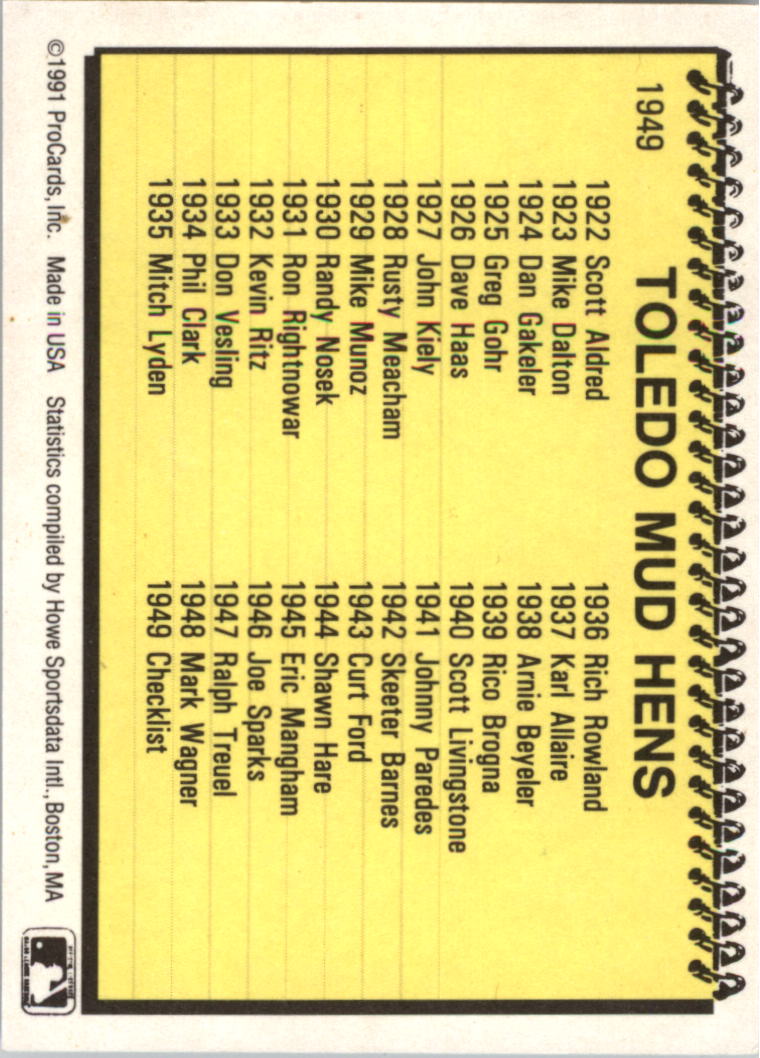 1949
TOLEDO MUD HENS
1922 Scott Aldred
1923 Mike Dalton
1924 Dan Gakeler
1925 Greg Gohr
1926 Dave Haas
1927 John Kiely
1928 Rusty Meacham
1929 Mike Munoz
1930 Randy Nosek
1931 Ron Rightnowar
1932 Kevin Ritz
1933 Don Vesling
1934 Phil Clark
1935 Mitch Lyden
1936 Rich Rowland
1937 Karl Allaire
1938 Arnie Beyeler
1939 Rico Brogna
1940 Scott Livingstone
1941 Johnny Paredes
1942 Skeeter Barnes
1943 Curt Ford
1944 Shawn Hare
1945 Eric Mangham
1946 Joe Sparks
1947 Ralph Treuel
1948 Mark Wagner
1949 Checklist
©1991 ProCards, Inc. Made in USA Statistics compiled by Howe Sportsdata Intl., Boston, MA